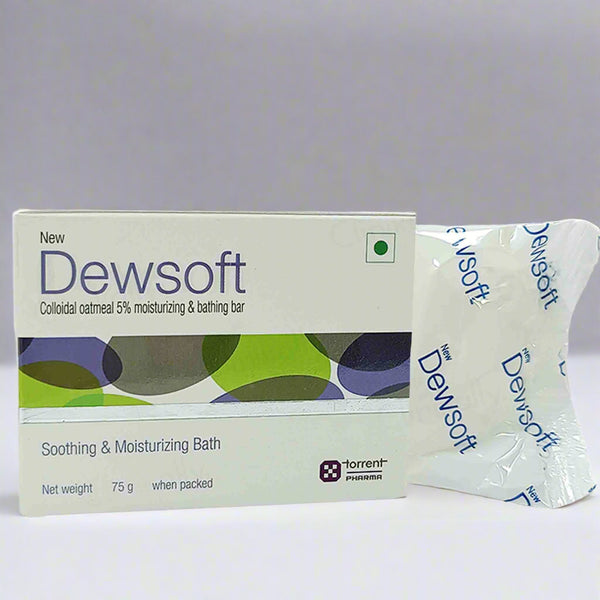 New
Dewsoft
Colloidal oatmeal 5% moisturizing & bathing bar
Soothing & Moisturizing Bath
Net weight 75 g when packed
torrent
PHARMA
Dewsoft
New
Dewsoft
New
Dewsoft
New
Dewsoft